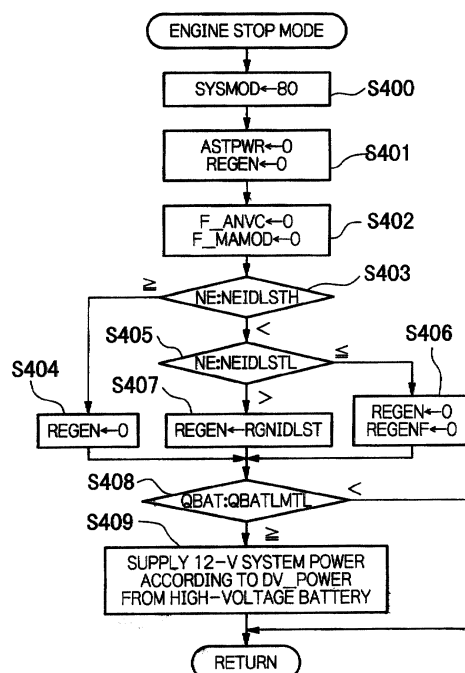 ENGINE STOP MODE
SYSMOD←80
S400
ASTPWR←0
REGEN←0
S401
F_ANVC←0
F_MAMOD←0
S402
S403
≧
NE:NEIDLSTH
<
S405
NE:NEIDLSTL
≦
S406
S404
S407
>
REGEN←0
REGEN←RGNIDLST
REGEN←0
REGENF←0
S408
QBAT:QBATLMTL
<
S409
≧
SUPPLY 12-V SYSTEM POWER
ACCORDING TO DV_POWER
FROM HIGH-VOLTAGE BATTERY
RETURN